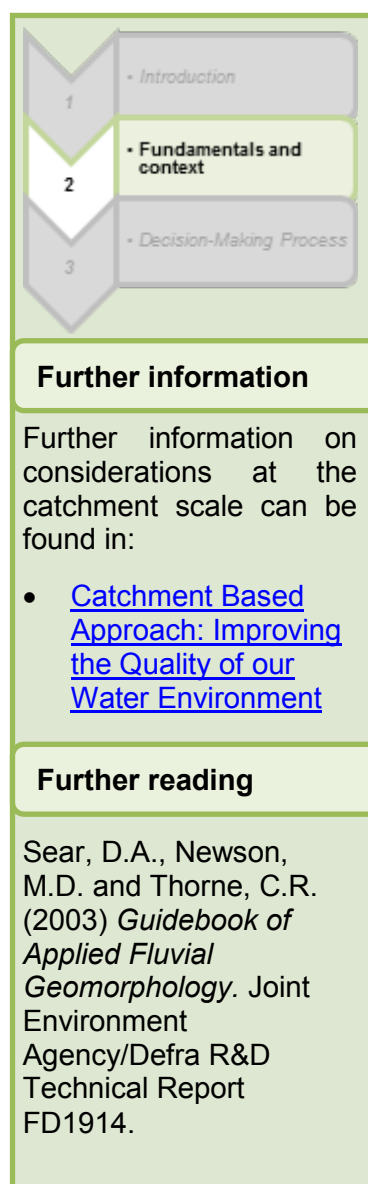 1
• Introduction
2
• Fundamentals and
context
3
• Decision-Making Process
Further information
Further information on
considerations at the
catchment scale can be
found in:
• Catchment Based
Approach: Improving
the Quality of our
Water Environment
Further reading
Sear, D.A., Newson,
M.D. and Thorne, C.R.
(2003) Guidebook of
Applied Fluvial
Geomorphology. Joint
Environment
Agency/Defra R&D
Technical Report
FD1914.